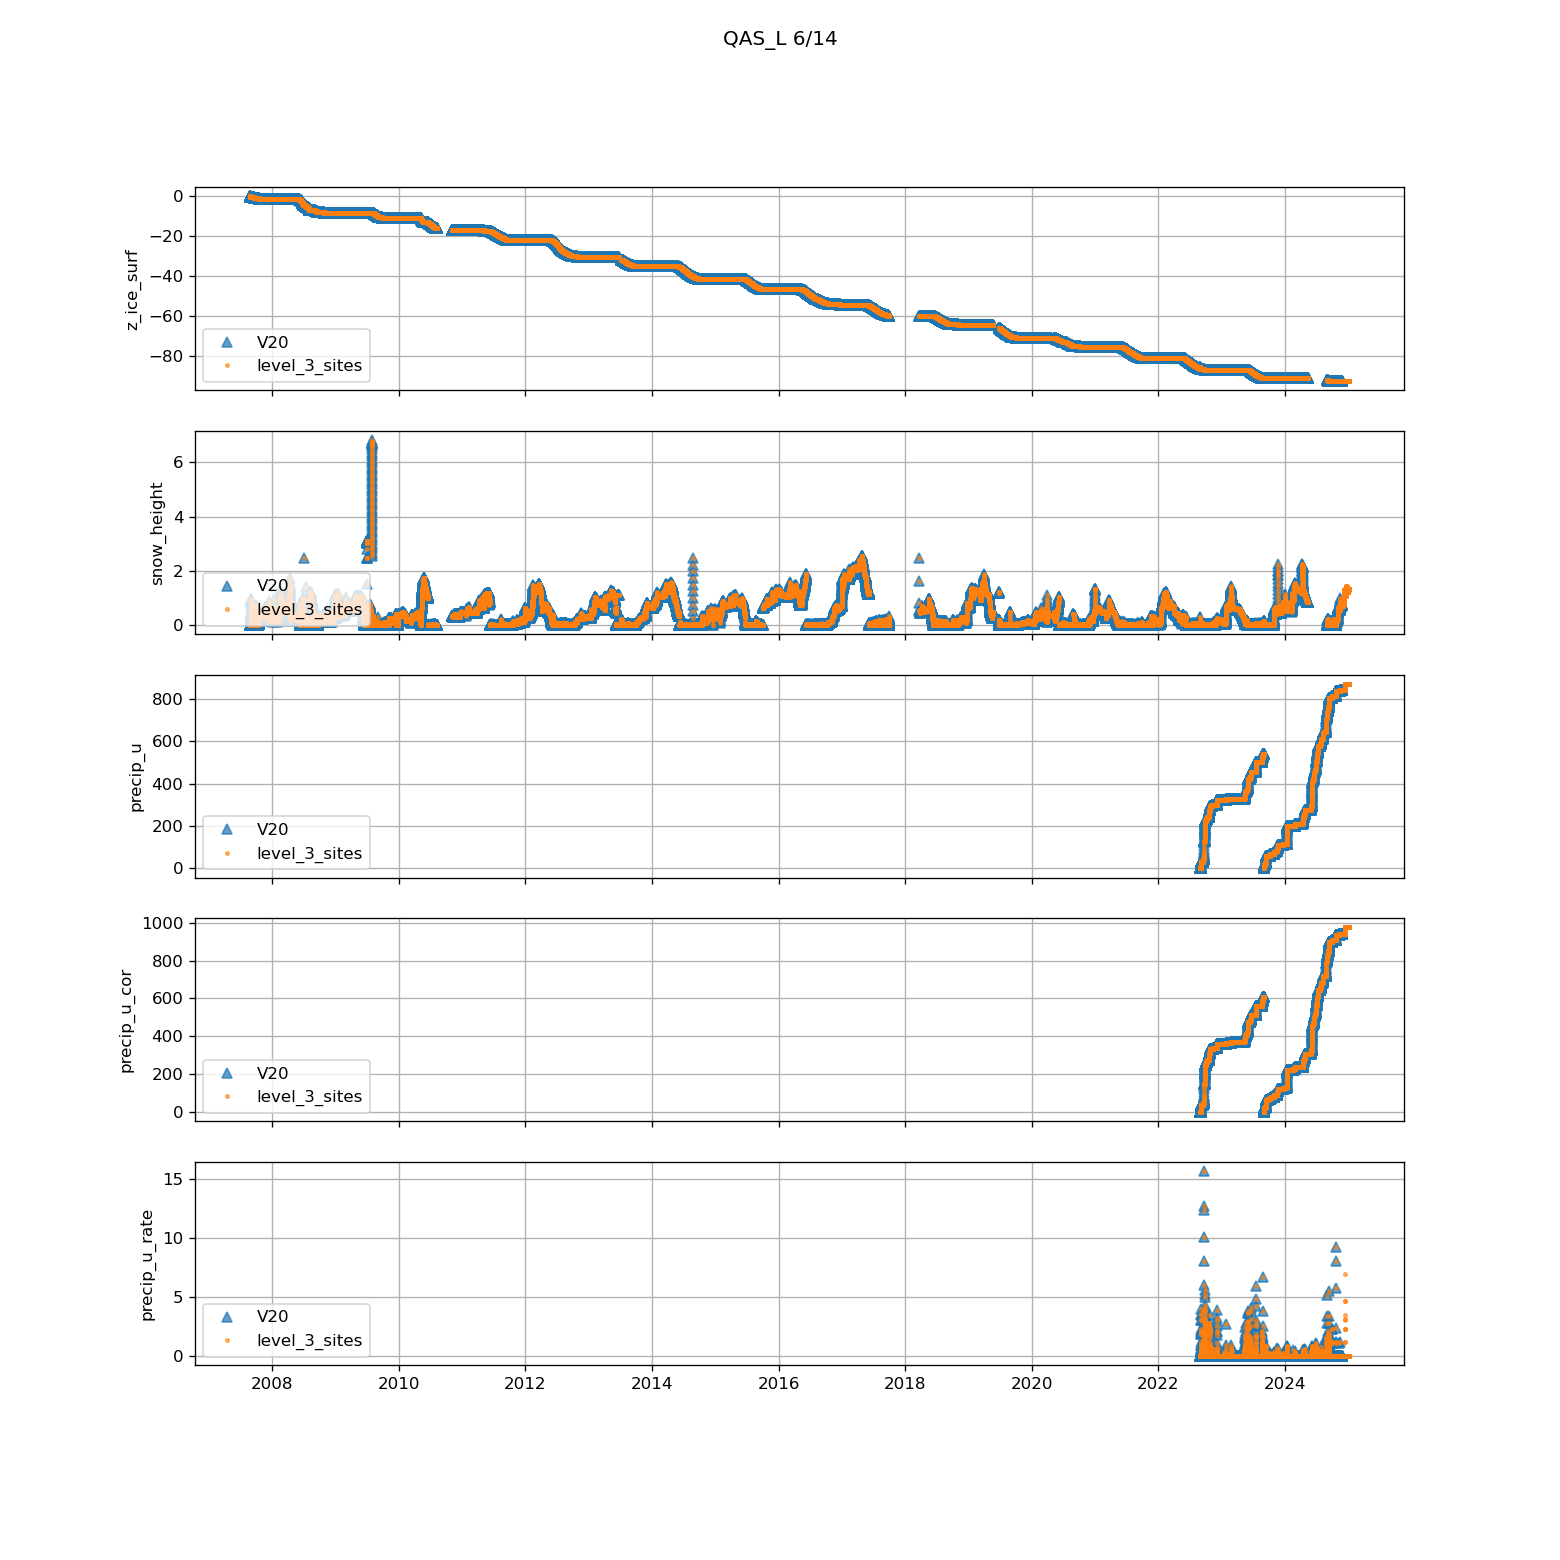 QAS_L 6/14
z_ice_surf
0
−20
−40
−60
−80
V20
level_3_sites
snow_height
6
4
2
0
V20
level_3_sites
precip_u
800
600
400
200
0
V20
level_3_sites
precip_u_cor
1000
800
600
400
200
0
V20
level_3_sites
precip_u_rate
15
10
5
0
V20
level_3_sites
2008 2010 2012 2014 2016 2018 2020 2022 2024